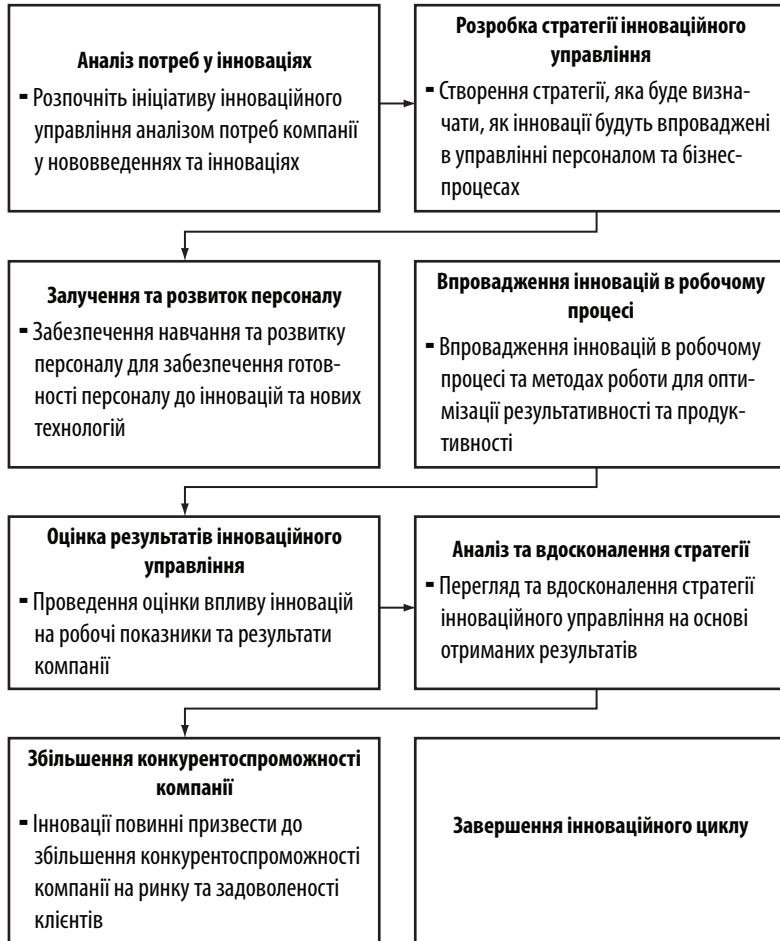 Аналіз потреб у інноваціях
- Розпочніть ініціативу інноваційного
управління аналізом потреб компанії
у нововведеннях та інноваціях
Розробка стратегії інноваційного
управління
- Створення стратегії, яка буде визна-
чати, як інновації будуть впроваджені
в управлінні персоналом та бізнес-
процесах
Залучення та розвиток персоналу
- Забезпечення навчання та розвитку
персоналу для забезпечення готов-
ності персоналу до інновацій та нових
технологій
Впровадження інновацій в робочому
процесі
- Впровадження інновацій в робочому
процесі та методах роботи для опти-
мізації результативності та продук-
тивності
Оцінка результатів інноваційного
управління
- Проведення оцінки впливу інновацій
на робочі показники та результати
компанії
Аналіз та вдосконалення стратегії
- Перегляд та вдосконалення стратегії
інноваційного управління на основі
отриманих результатів
Збільшення конкурентоспроможності
компанії
- Інновації повинні призвести до
збільшення конкурентоспроможності
компанії на ринку та задоволеності
клієнтів
Завершення інноваційного циклу